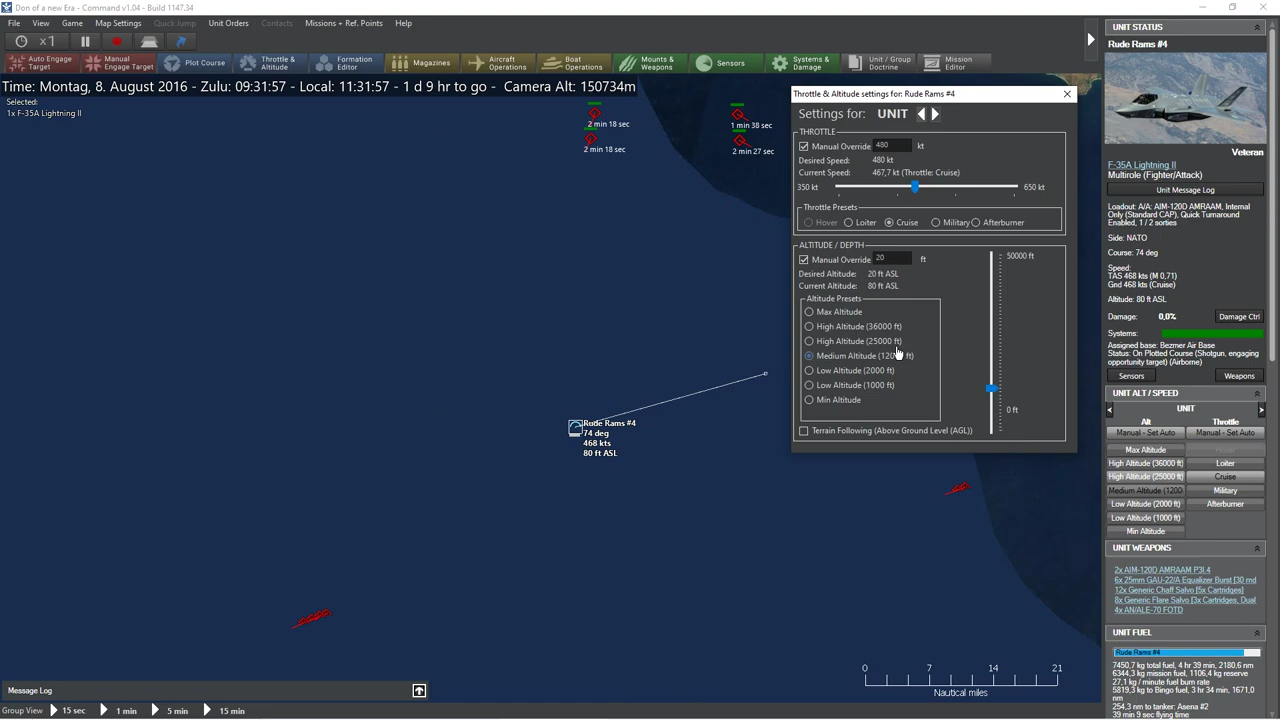 Don of a new Era - Command v1.04 - Build 1147.34
File View Game Map Settings Quick Jump Unit Orders Contacts Missions + Ref. Points Help
x1
Auto Engage Target
Manual Engage Target
Plot Course
Throttle & Altitude
Formation Editor
Magazines
Aircraft Operations
Boat Operations
Mounts & Weapons
Sensors
Systems & Damage
Unit / Group Doctrine
Mission Editor
Time: Montag, 8. August 2016 - Zulu: 09:31:57 - Local: 11:31:57 - 1 d 9 hr to go - Camera Alt: 150734m
Selected:
1x F-35A Lightning II
2 min 18 sec
2 min 18 sec
1 min 38 sec
2 min 27 sec
Rude Rams #4
74 deg
468 kts
80 ft ASL
0 7 14 21
Nautical miles
Message Log
Group View 15 sec 1 min 5 min 15 min
Throttle & Altitude settings for: Rude Rams #4
Settings for: UNIT
THROTTLE
Manual Override 480 kt
Desired Speed: 480 kt
Current Speed: 467,7 kt (Throttle: Cruise)
350 kt 650 kt
Throttle Presets
Hover Loiter Cruise Military Afterburner
ALTITUDE / DEPTH
Manual Override 20 ft
Desired Altitude: 20 ft ASL
Current Altitude: 80 ft ASL
Altitude Presets
Max Altitude
High Altitude (36000 ft)
High Altitude (25000 ft)
Medium Altitude (120 ft)
Low Altitude (2000 ft)
Low Altitude (1000 ft)
Min Altitude
50000 ft
0 ft
Terrain Following (Above Ground Level (AGL))
UNIT STATUS
Rude Rams #4
Veteran
F-35A Lightning II
Multirole (Fighter/Attack)
Unit Message Log
Loadout: A/A: AIM-120D AMRAAM, Internal
Only (Standard CAP), Quick Turnaround
Enabled, 1 / 2 sorties
Side: NATO
Course: 74 deg
Speed:
TAS 468 kts (M 0,71)
Gnd 468 kts (Cruise)
Altitude: 80 ft ASL
Damage: 0,0% Damage Ctrl
Systems:
Assigned base: Bezmer Air Base
Status: On Plotted Course (Shotgun, engaging
opportunity target) (Airborne)
Sensors Weapons
UNIT ALT / SPEED
UNIT
Alt Throttle
Manual - Set Auto Manual - Set Auto
Max Altitude Hover
High Altitude (36000 ft) Loiter
High Altitude (25000 ft) Cruise
Medium Altitude (1200 Military
Low Altitude (2000 ft) Afterburner
Low Altitude (1000 ft)
Min Altitude
UNIT WEAPONS
2x AIM-120D AMRAAM P3I.4
6x 25mm GAU-22/A Equalizer Burst [30 rnd
12x Generic Chaff Salvo [5x Cartridges]
8x Generic Flare Salvo [3x Cartridges, Dual
4x AN/ALE-70 FOTD
UNIT FUEL
Rude Rams #4
7450,7 kg total fuel, 4 hr 39 min, 2180,6 nm
6344,3 kg mission fuel, 1106,4 kg reserve
27,1 kg / minute fuel burn rate
5819,3 kg to Bingo fuel, 3 hr 34 min, 1671,0
nm
254,3 nm to tanker: Asena #2
39 min 9 sec flying time